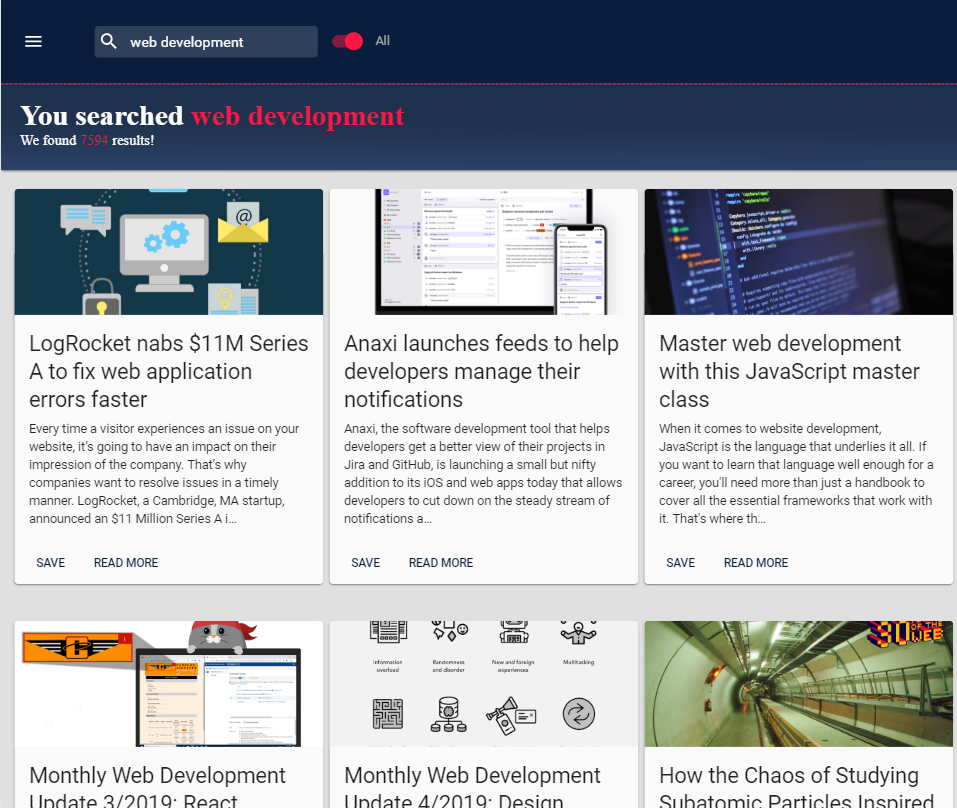 web development
All
You searched web development
We found 7594 results!
@
LogRocket nabs $11M Series
A to fix web application
errors faster
Every time a visitor experiences an issue on your
website, it's going to have an impact on their
impression of the company. That's why
companies want to resolve issues in a timely
manner. LogRocket, a Cambridge, MA startup,
announced an $11 Million Series A i...
SAVE READ MORE
Anaxi launches feeds to help
developers manage their
notifications
Anaxi, the software development tool that helps
developers get a better view of their projects in
Jira and GitHub, is launching a small but nifty
addition to its iOS and web apps today that allows
developers to cut down on the steady stream of
notifications a...
SAVE READ MORE
Master web development
with this JavaScript master
class
When it comes to website development,
JavaScript is the language that underlies it all. If
you want to learn that language well enough for a
career, you'll need more than just a handbook to
cover all the essential frameworks that work with
it. That's where th...
SAVE READ MORE
Monthly Web Development
Update 3/2019: React
Information
overload
Randomness
and disorder
New and foreign
experiences
Multitasking
Monthly Web Development
Update 4/2019: Design
OF THE
WEB
How the Chaos of Studying
Subatomic Particles Inspired